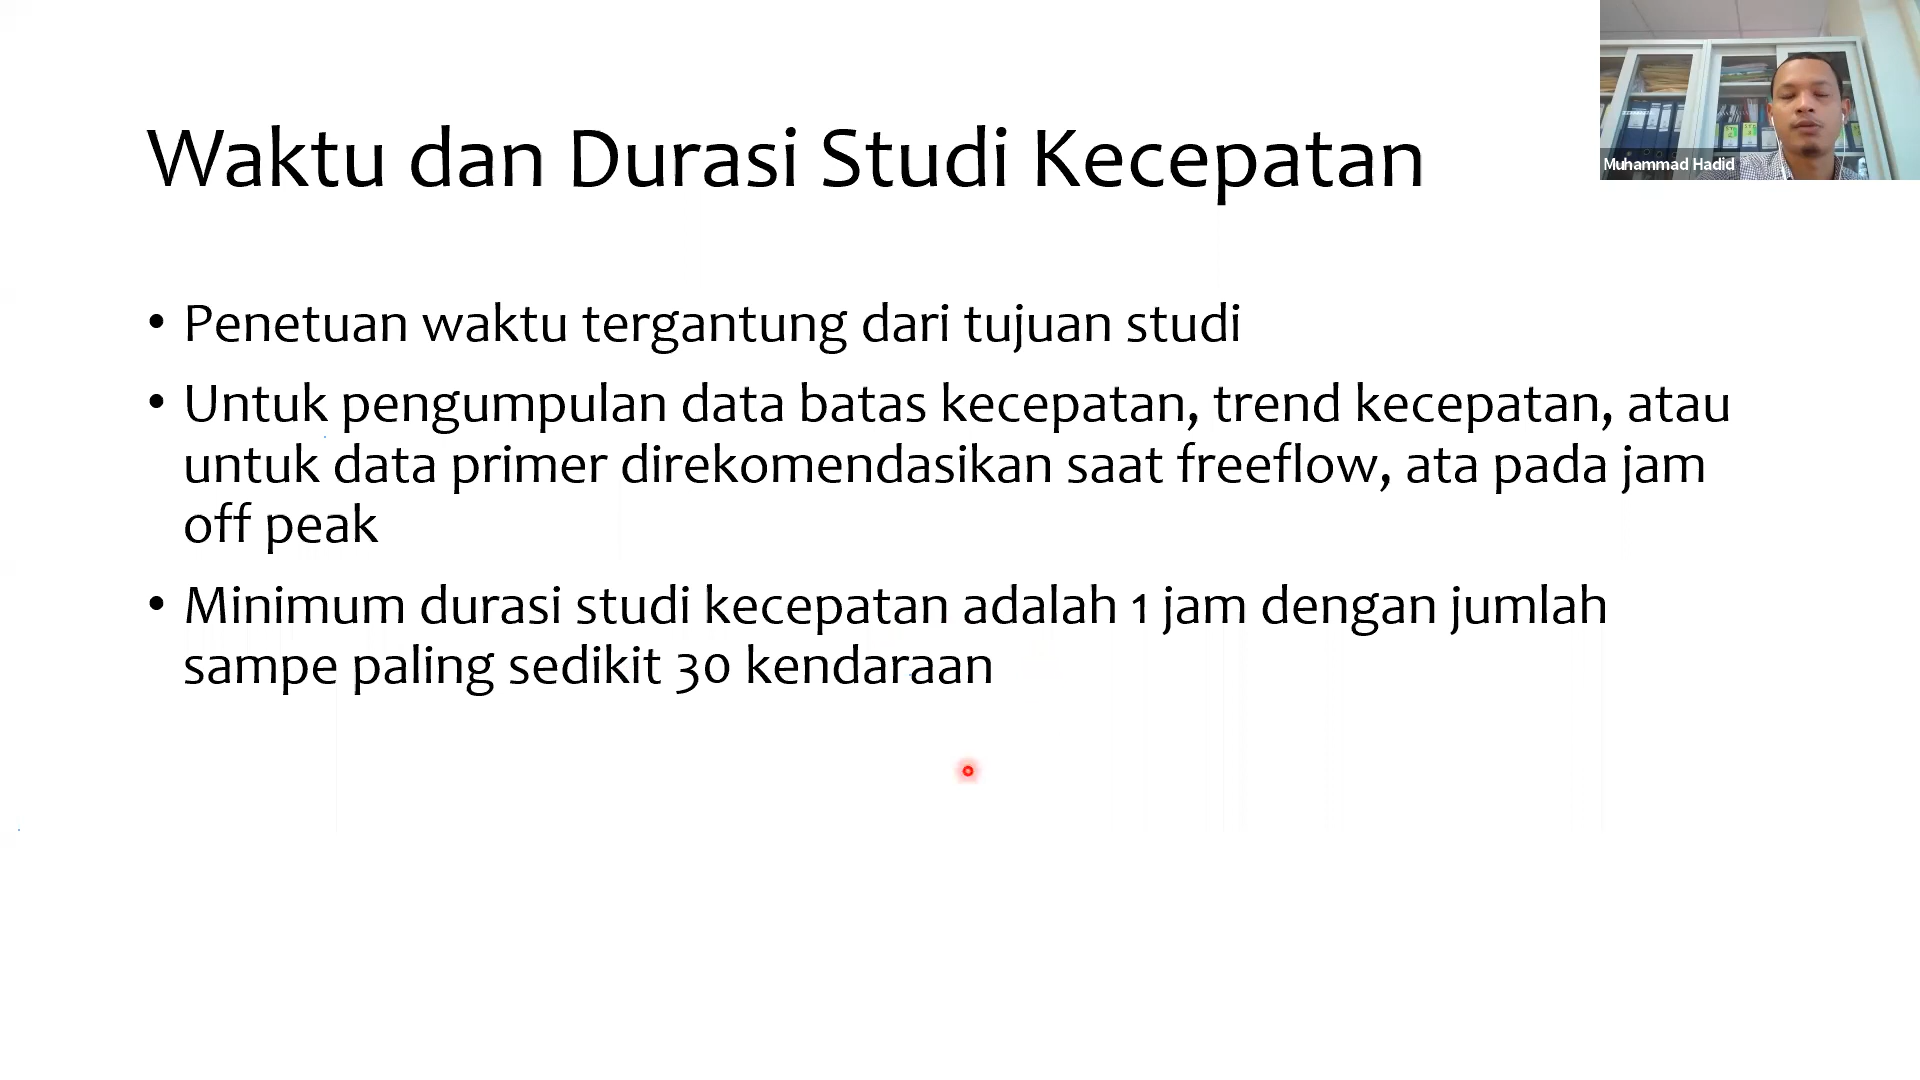 Waktu dan Durasi Studi Kecepatan
Muhammad Hadid
• Penetuan waktu tergantung dari tujuan studi
• Untuk pengumpulan data batas kecepatan, trend kecepatan, atau
untuk data primer direkomendasikan saat freeflow, ata pada jam
off peak
• Minimum durasi studi kecepatan adalah 1 jam dengan jumlah
sampe paling sedikit 30 kendaraan